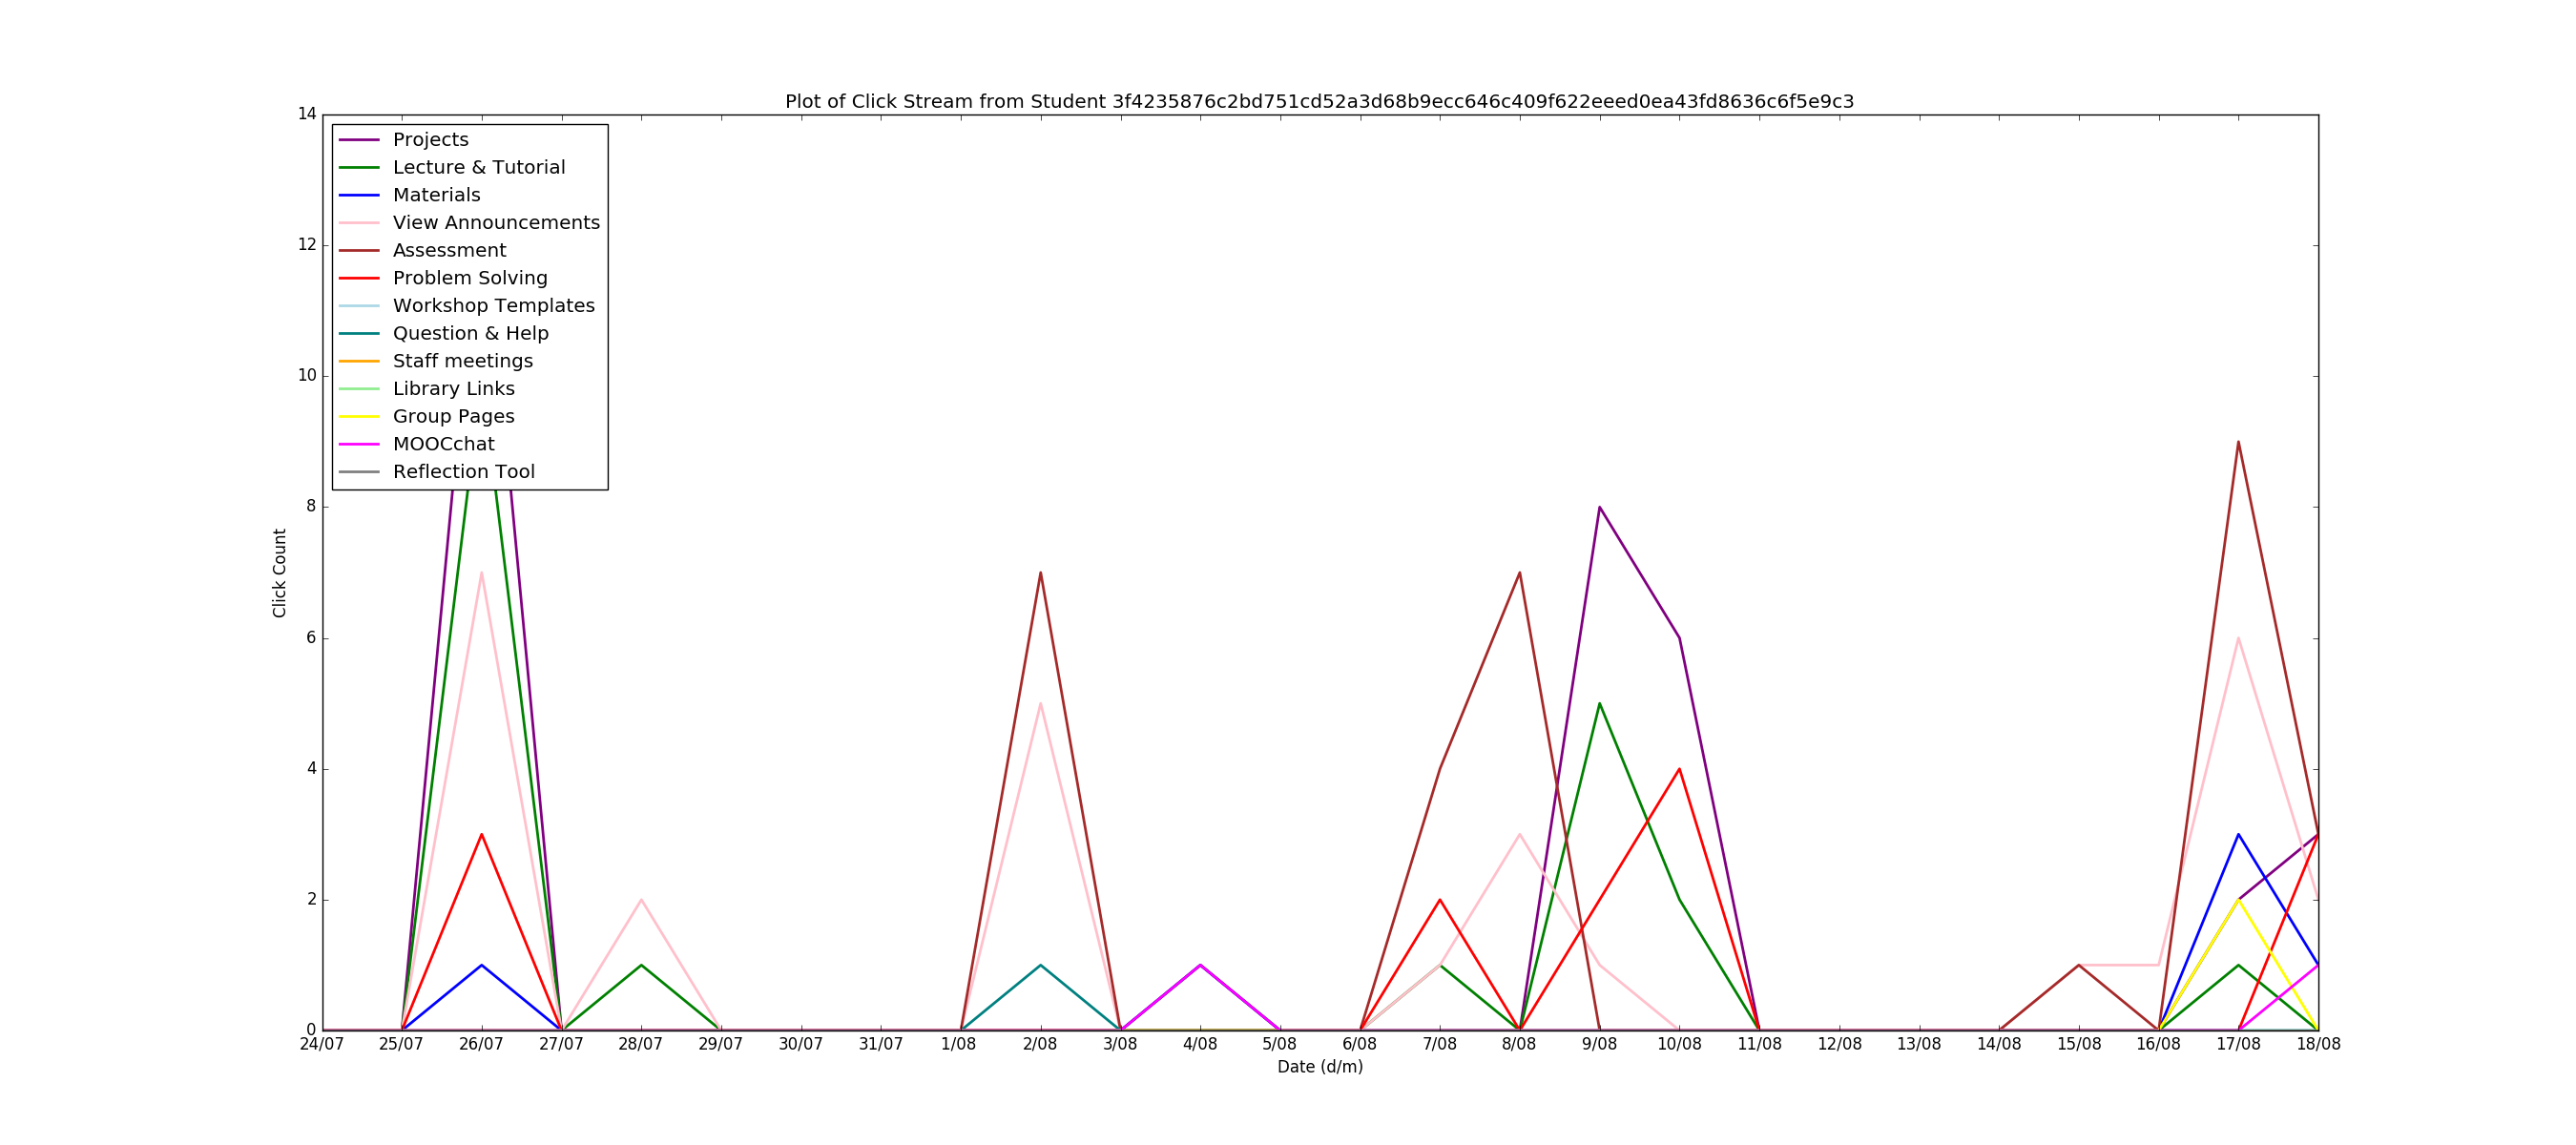 Plot of Click Stream from Student 3f4235876c2bd751cd52a3d68b9ecc646c409f622eeed0ea43fd8636c6f5e9c3
14
12
10
8
6
4
2
0
Click Count
Projects
Lecture & Tutorial
Materials
View Announcements
Assessment
Problem Solving
Workshop Templates
Question & Help
Staff meetings
Library Links
Group Pages
MOOCchat
Reflection Tool
24/07 25/07 26/07 27/07 28/07 29/07 30/07 31/07 1/08 2/08 3/08 4/08 5/08 6/08 7/08 8/08 9/08 10/08 11/08 12/08 13/08 14/08 15/08 16/08 17/08 18/08
Date (d/m)